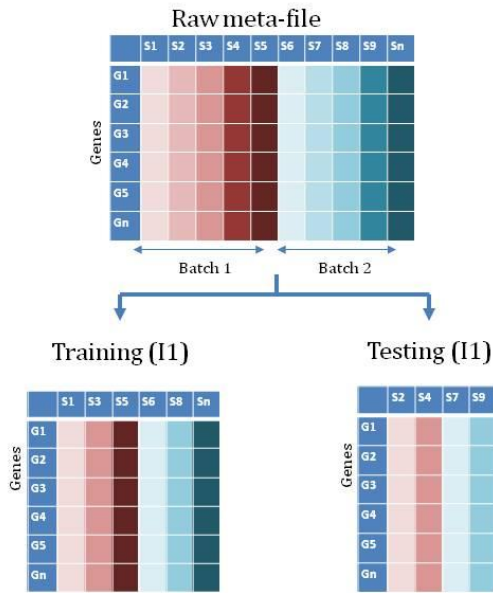 Raw meta-file
S1 S2 S3 S4 S5 S6 S7 S8 S9 Sn
G1
G2
G3
G4
G5
Gn
Genes
Batch 1 Batch 2
Training (I1) Testing (I1)
S1 S3 S5 S6 S8 Sn
G1
G2
G3
G4
G5
Gn
Genes
S2 S4 S7 S9
G1
G2
G3
G4
G5
Gn
Genes